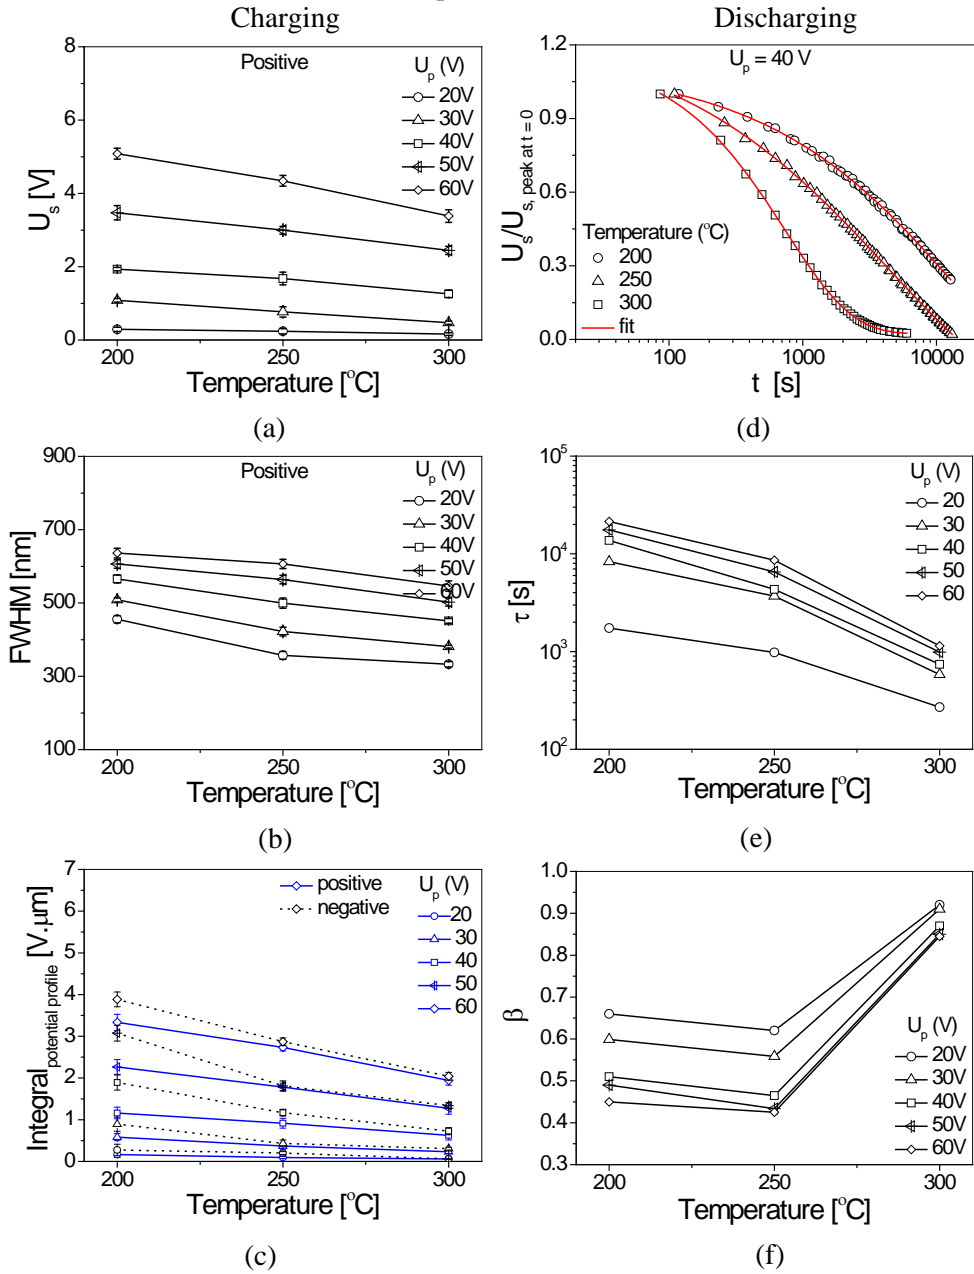 Charging
Discharging
8
6
4
2
0
U_s [V]
Positive
U_p (V)
20V
30V
40V
50V
60V
200
250
300
Temperature [°C]
(a)
1.2
0.9
0.6
0.3
0.0
U_s/U_s, peak at t = 0
U_p = 40 V
Temperature (°C)
200
250
300
fit
100
1000
10000
t [s]
(d)
900
700
500
300
100
FWHM [nm]
Positive
U_p (V)
20V
30V
40V
50V
60V
200
250
300
Temperature [°C]
(b)
10^5
10^4
10^3
10^2
τ [s]
U_p (V)
20
30
40
50
60
200
250
300
Temperature [°C]
(e)
7
6
5
4
3
2
1
0
Integral_potential profile [V.μm]
positive
negative
U_p (V)
20
30
40
50
60
200
250
300
Temperature [°C]
(c)
1.0
0.9
0.8
0.7
0.6
0.5
0.4
0.3
β
U_p (V)
20V
30V
40V
50V
60V
200
250
300
Temperature [°C]
(f)